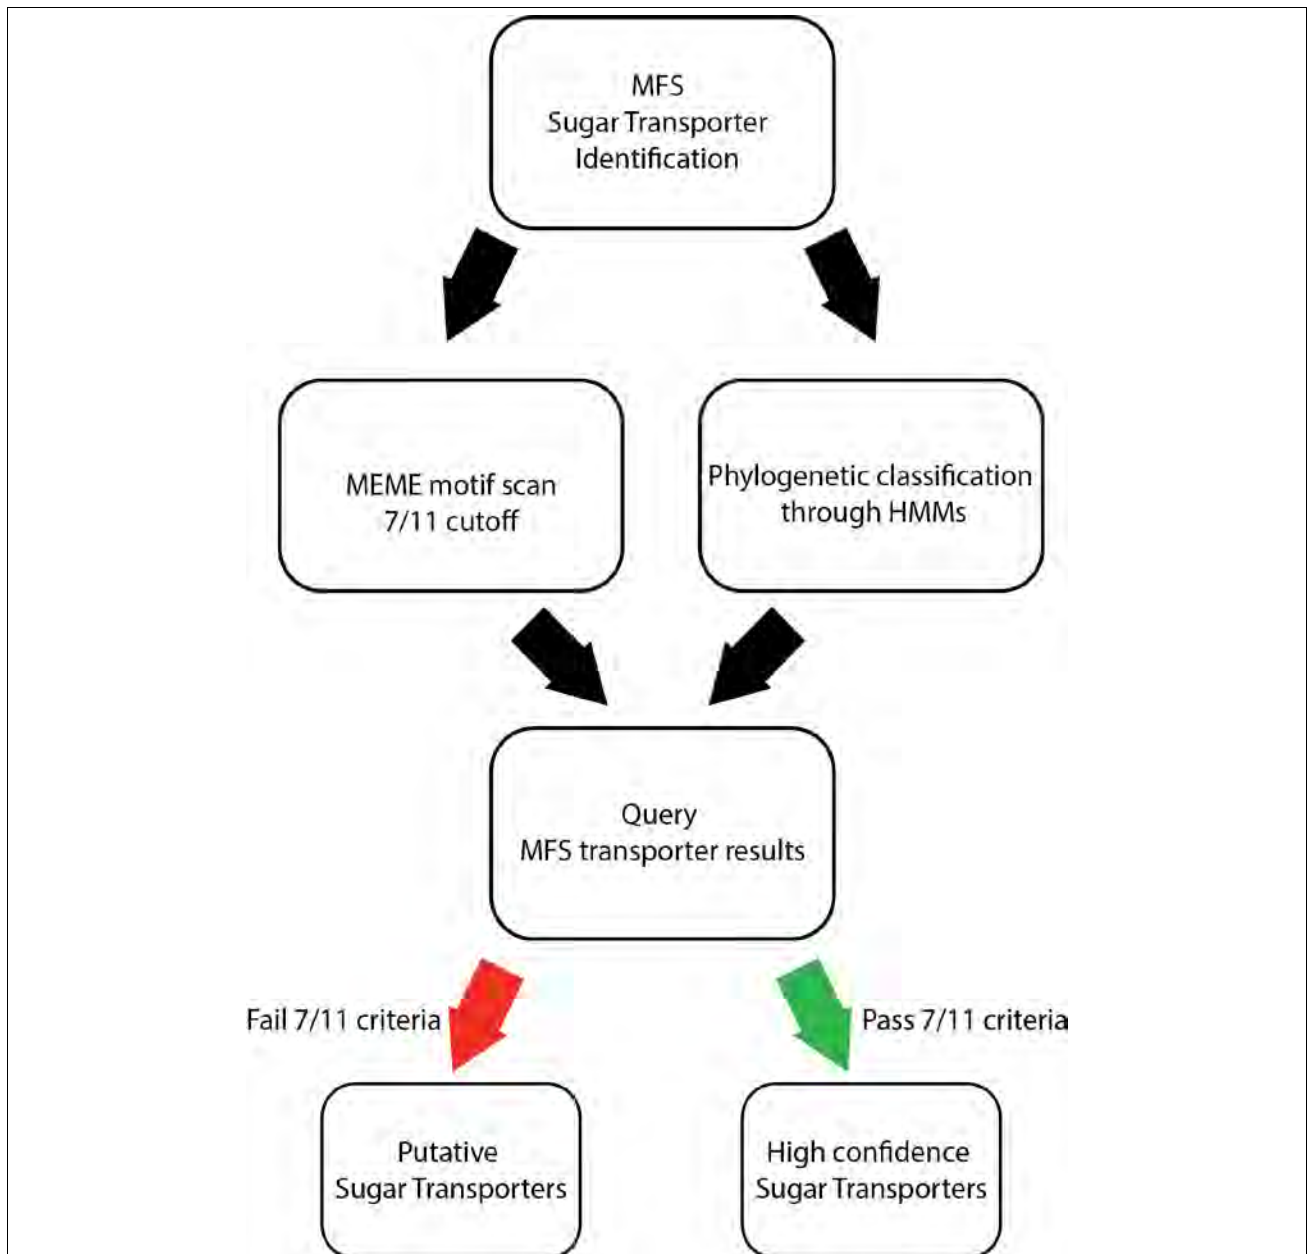 MFS
Sugar Transporter
Identification
MEME motif scan
7/11 cutoff
Phylogenetic classification
through HMMs
Query
MFS transporter results
Fail 7/11 criteria
Pass 7/11 criteria
Putative
Sugar Transporters
High confidence
Sugar Transporters